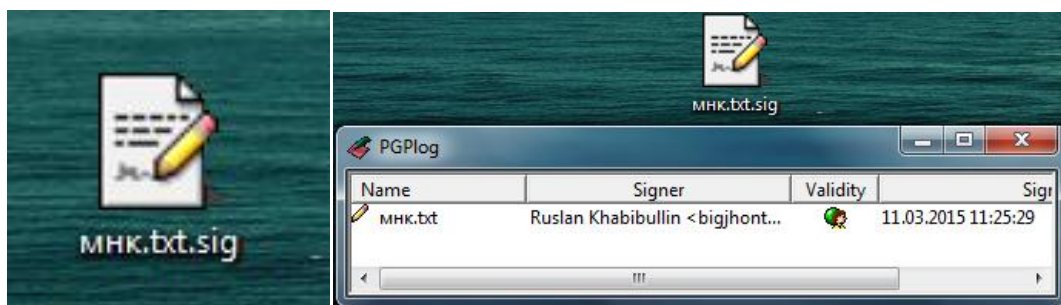 мнк.txt.sig
мнк.txt.sig
PGPlog
Name Signer Validity
мнк.txt Ruslan Khabibullin <bigjhont... 11.03.2015 11:25:29